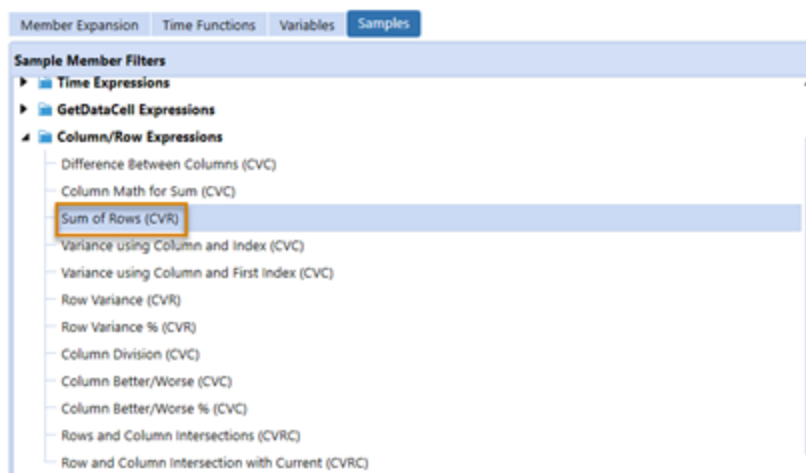 Member Expansion Time Functions Variables Samples
Sample Member Filters
Time Expressions
GetDataCell Expressions
Column/Row Expressions
Difference Between Columns (CVC)
Column Math for Sum (CVC)
Sum of Rows (CVR)
Variance using Column and Index (CVC)
Variance using Column and First Index (CVC)
Row Variance (CVR)
Row Variance % (CVR)
Column Division (CVC)
Column Better/Worse (CVC)
Column Better/Worse % (CVC)
Rows and Column Intersections (CVRC)
Row and Column Intersection with Current (CVRC)